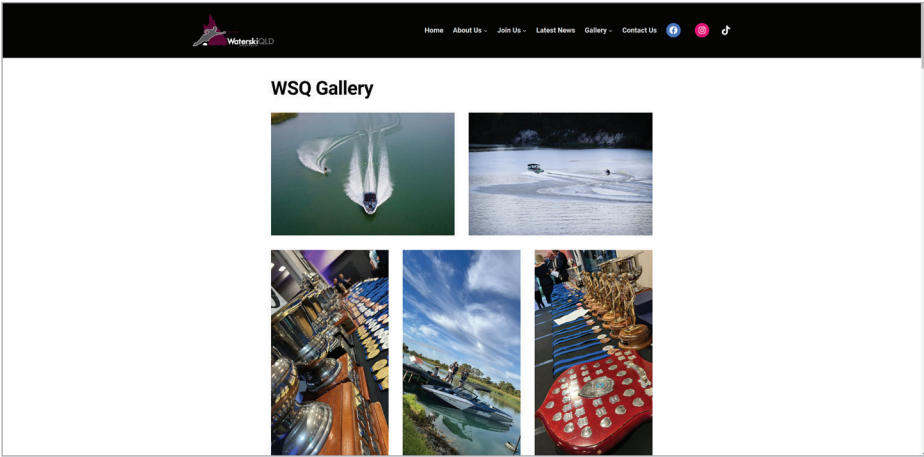 WaterskiQLD
Home About Us Join Us Latest News Gallery Contact Us
WSQ Gallery